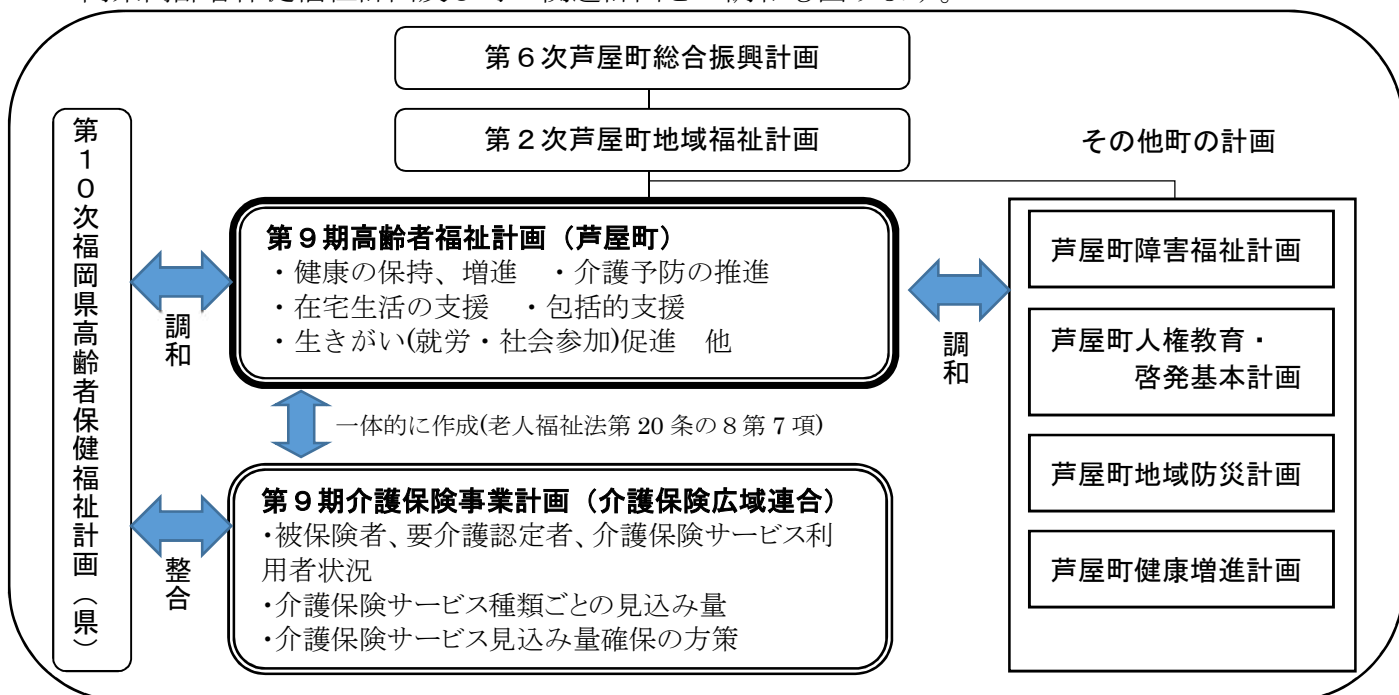 第６次芦屋町総合振興計画
第２次芦屋町地域福祉計画
その他町の計画
第１０次福岡県高齢者保健福祉計画（県）
第９期高齢者福祉計画（芦屋町）
・健康の保持、増進　・介護予防の推進
・在宅生活の支援　・包括的支援
・生きがい(就労・社会参加)促進　他
調和
調和
一体的に作成(老人福祉法第 20 条の８第７項)
第９期介護保険事業計画（介護保険広域連合）
・被保険者、要介護認定者、介護保険サービス利
用者状況
・介護保険サービス種類ごとの見込み量
・介護保険サービス見込み量確保の方策
整合
芦屋町障害福祉計画
芦屋町人権教育・
啓発基本計画
芦屋町地域防災計画
芦屋町健康増進計画